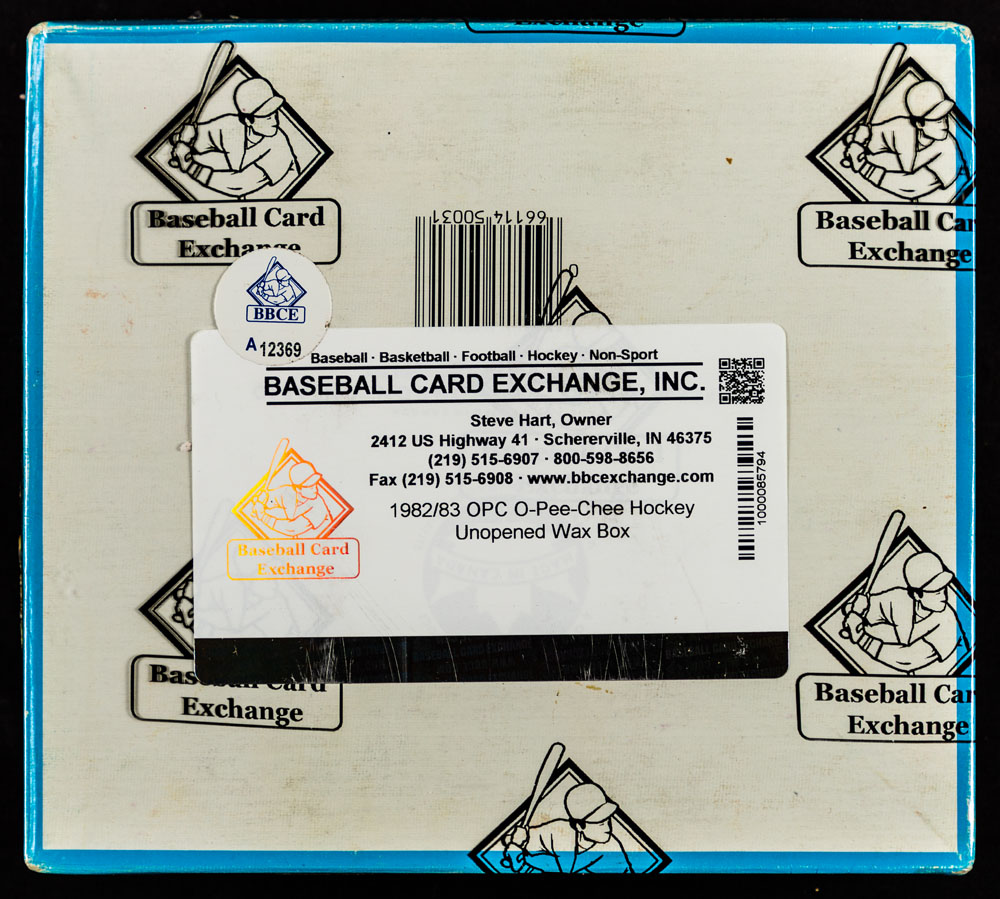 Exchange
Baseball Card
Exchange
Baseball Car
Exchange
66114 50031
BBCE
A 12369
Baseball · Basketball · Football · Hockey · Non-Sport
BASEBALL CARD EXCHANGE, INC.
Steve Hart, Owner
2412 US Highway 41 · Schererville, IN 46375
(219) 515-6907 · 800-598-8656
Fax (219) 515-6908 · www.bbcexchange.com
1982/83 OPC O-Pee-Chee Hockey
Unopened Wax Box
1000085794
Baseball Card
Exchange
Baseball Card
Exchange
Baseball Car
Exchange